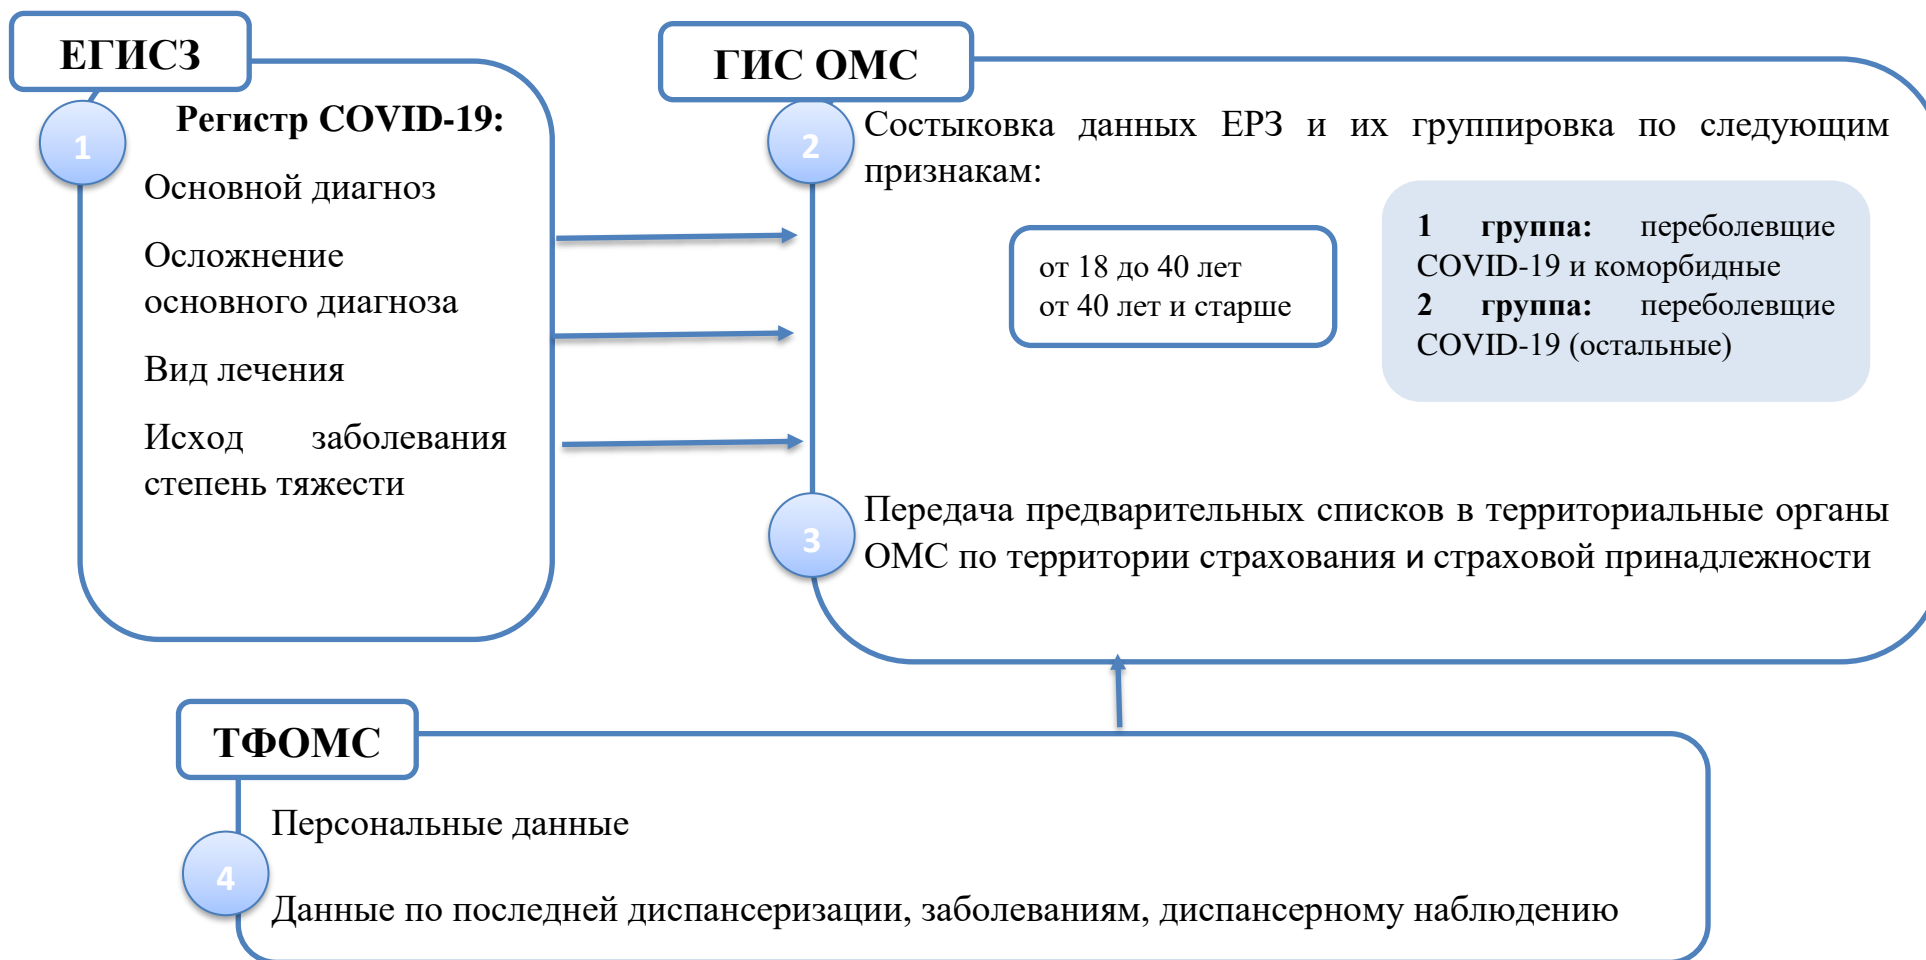 ЕГИСЗ
1
Регистр COVID-19:
Основной диагноз
Осложнение
основного диагноза
Вид лечения
Исход заболевания
степень тяжести
ГИС ОМС
2
Состыковка данных ЕРЗ и их группировка по следующим
признакам:
от 18 до 40 лет
от 40 лет и старше
1 группа: переболевщие
COVID-19 и коморбидные
2 группа: переболевщие
COVID-19 (остальные)
3
Передача предварительных списков в территориальные органы
ОМС по территории страхования и страховой принадлежности
ТФОМС
Персональные данные
4
Данные по последней диспансеризации, заболеваниям, диспансерному наблюдению